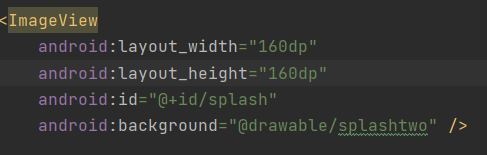 <ImageView
android:layout_width="160dp"
android:layout_height="160dp"
android:id="@+id/splash"
android:background="@drawable/splashtwo" />